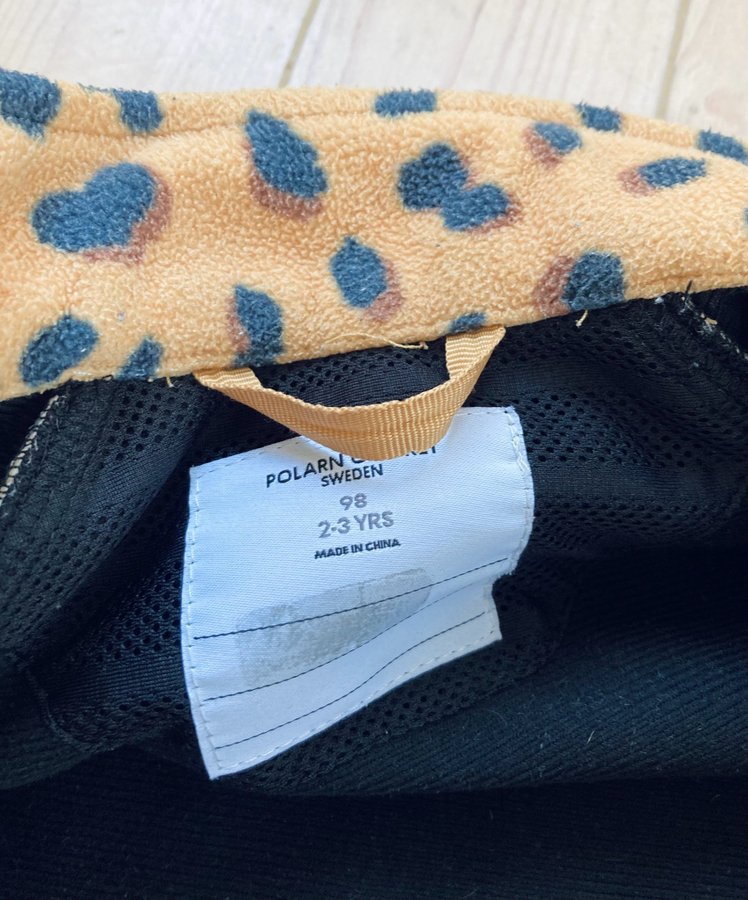 POLARN
SWEDEN
98
2-3 YRS
MADE IN CHINA